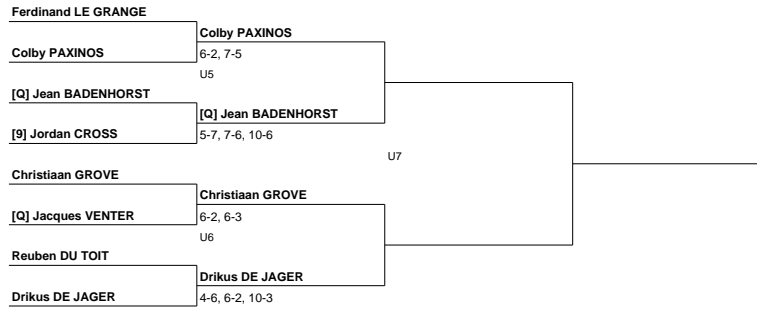 Ferdinand LE GRANGE
Colby PAXINOS
Colby PAXINOS
6-2, 7-5
U5
[Q] Jean BADENHORST
[Q] Jean BADENHORST
[9] Jordan CROSS
5-7, 7-6, 10-6
U7
Christiaan GROVE
Christiaan GROVE
[Q] Jacques VENTER
6-2, 6-3
U6
Reuben DU TOIT
Drikus DE JAGER
Drikus DE JAGER
4-6, 6-2, 10-3